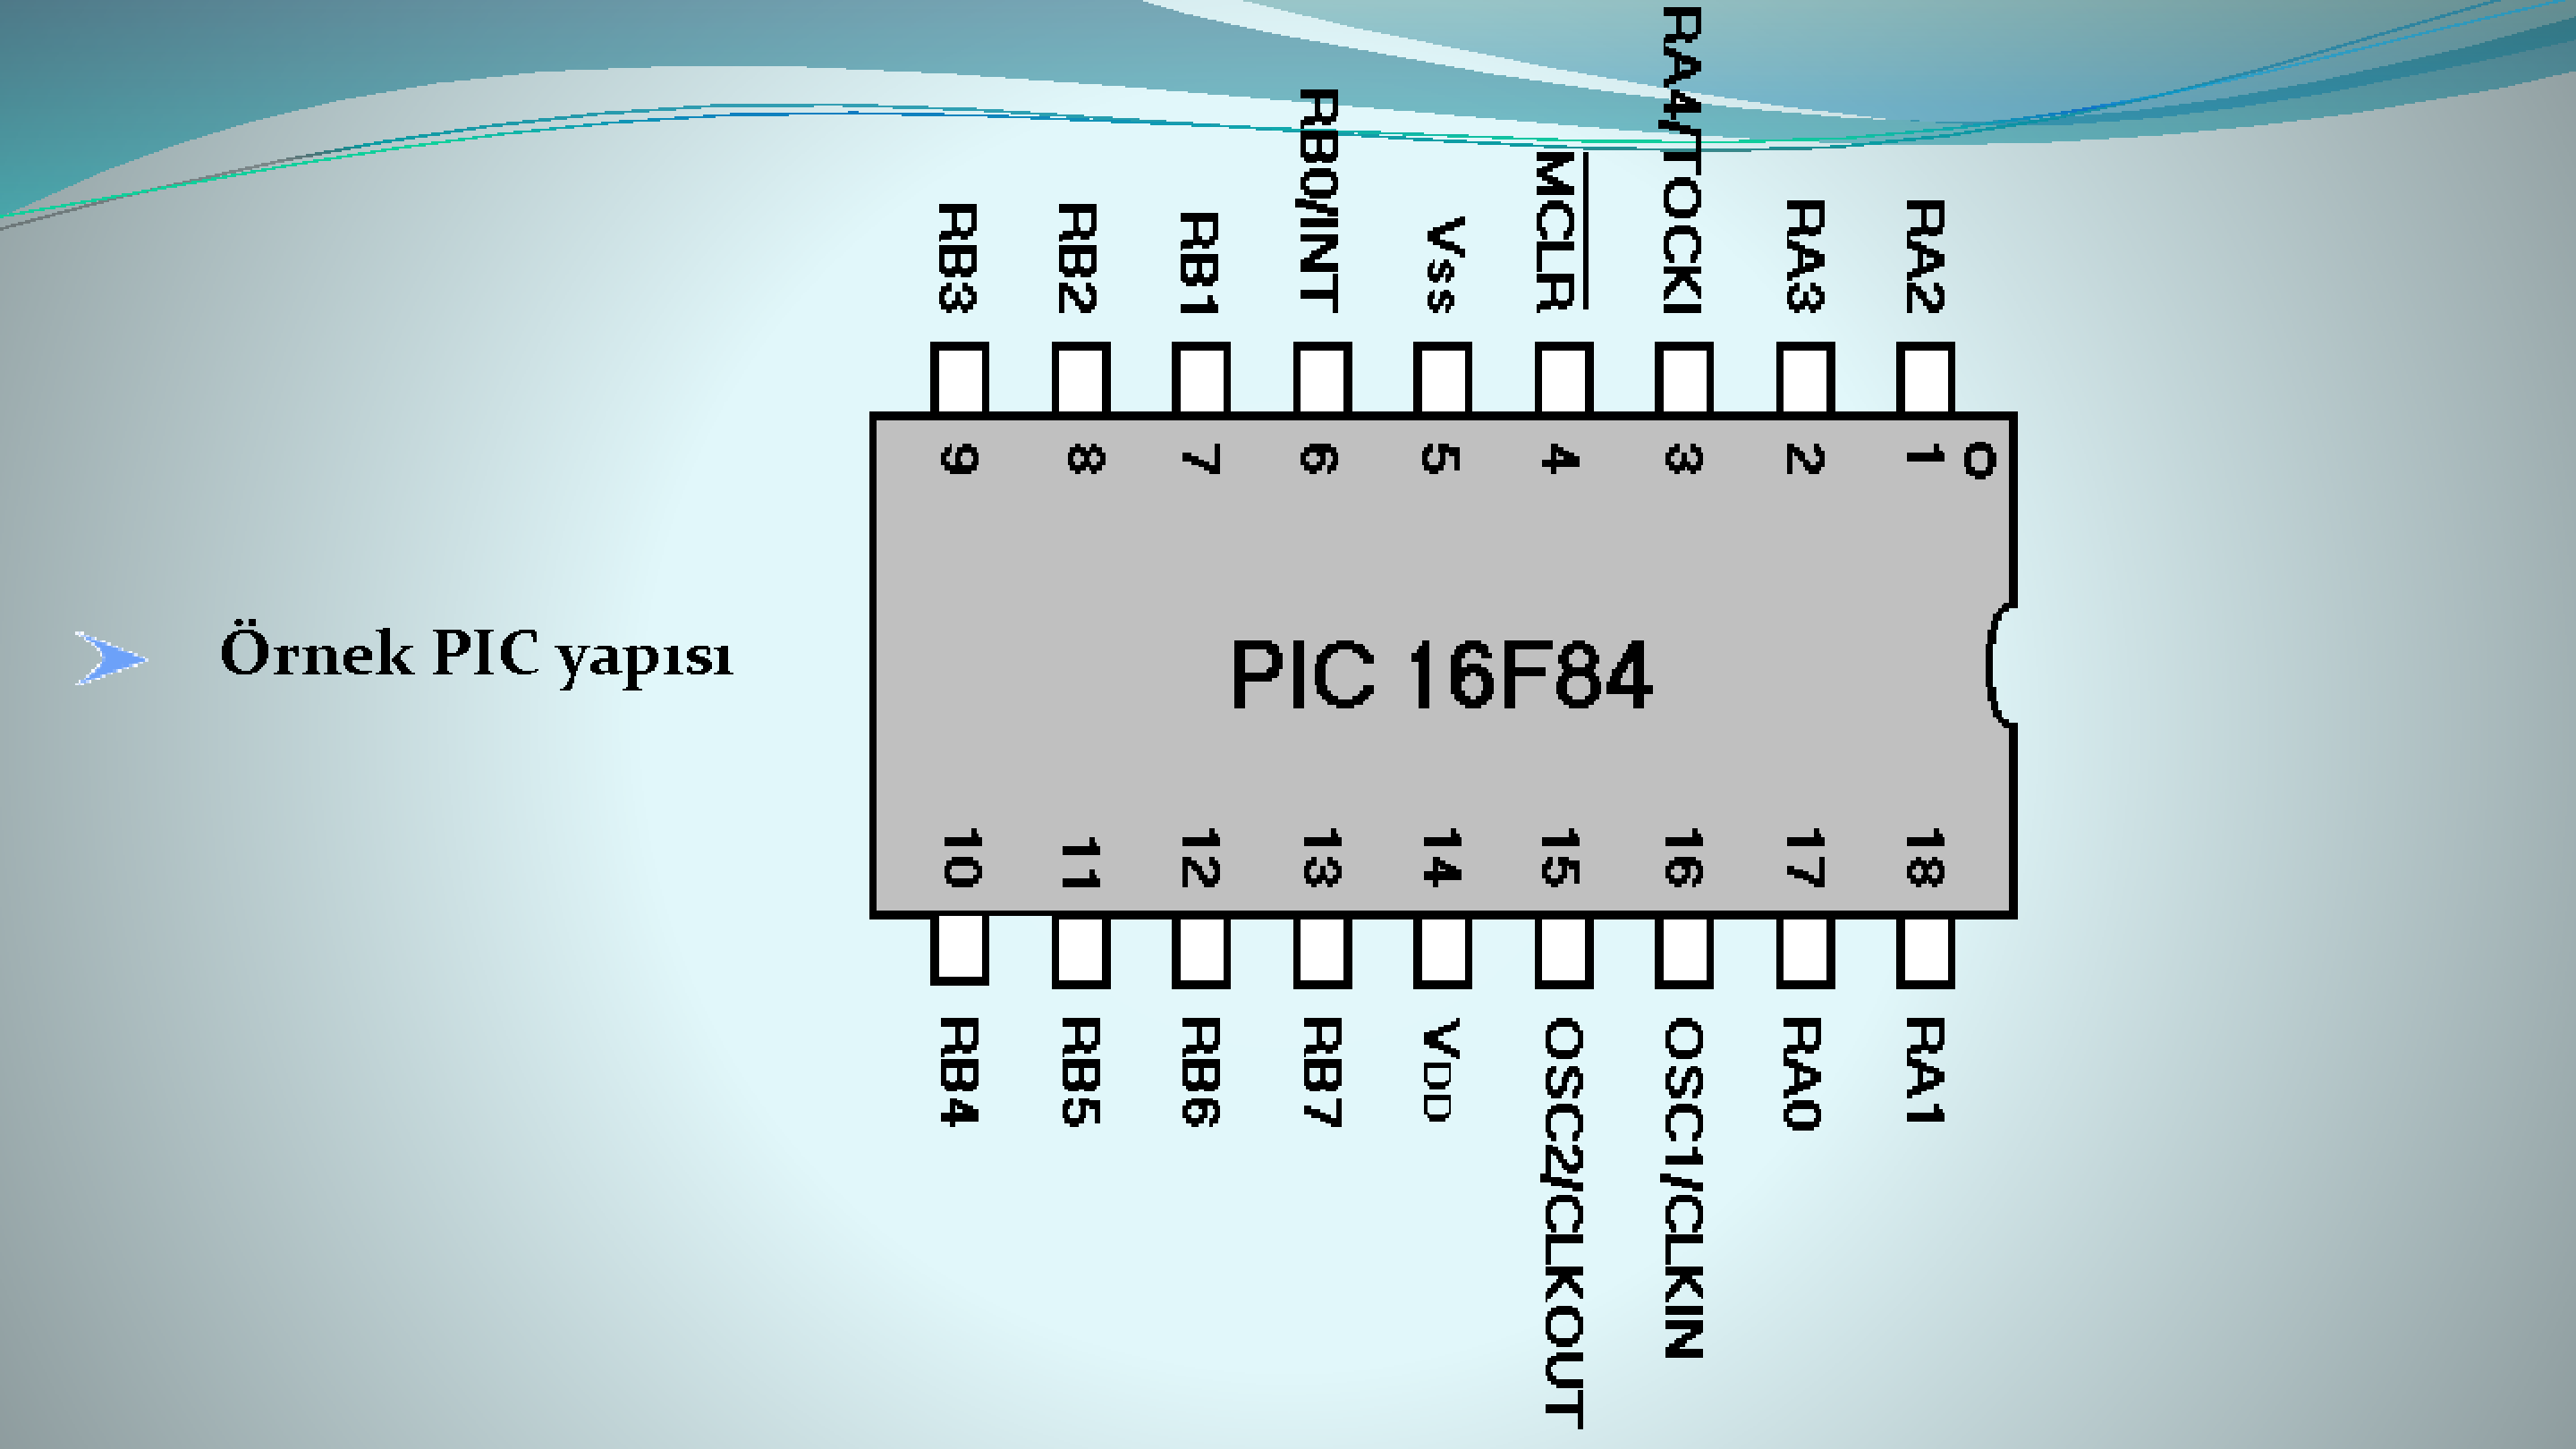 Örnek PIC yapısı
RB3 RB2 RB1 RB0/INT Vss MCLR RA4/TOCKI RA3 RA2
9 8 7 6 5 4 3 2 1 O
PIC 16F84
10 11 12 13 14 15 16 17 18
RB4 RB5 RB6 RB7 VDD OSC2/CLKOUT OSC1/CLKIN RA0 RA1